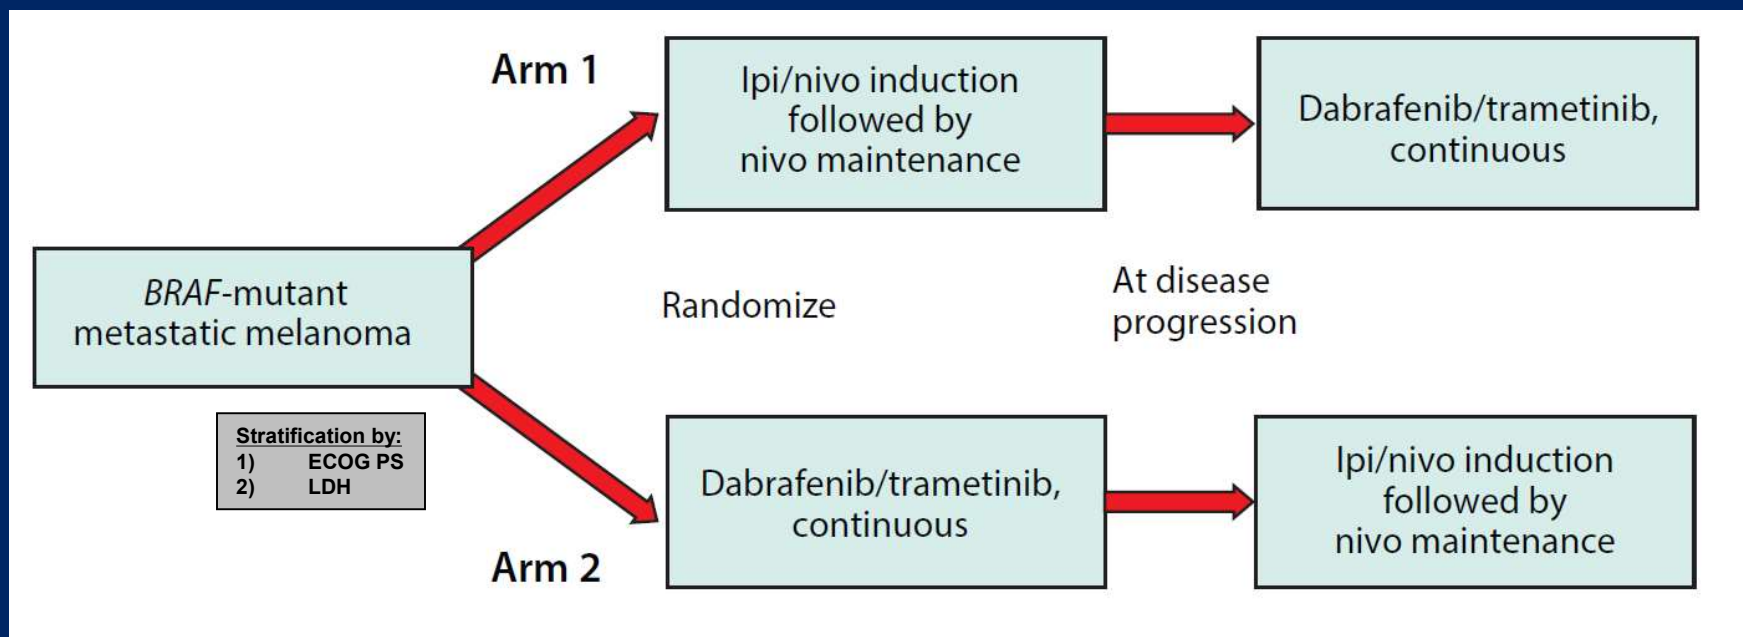 Arm 1
Ipi/nivo induction
followed by
nivo maintenance
Dabrafenib/trametinib,
continuous
BRAF-mutant
metastatic melanoma
Randomize
At disease
progression
Stratification by:
1) ECOG PS
2) LDH
Arm 2
Dabrafenib/trametinib,
continuous
Ipi/nivo induction
followed by
nivo maintenance